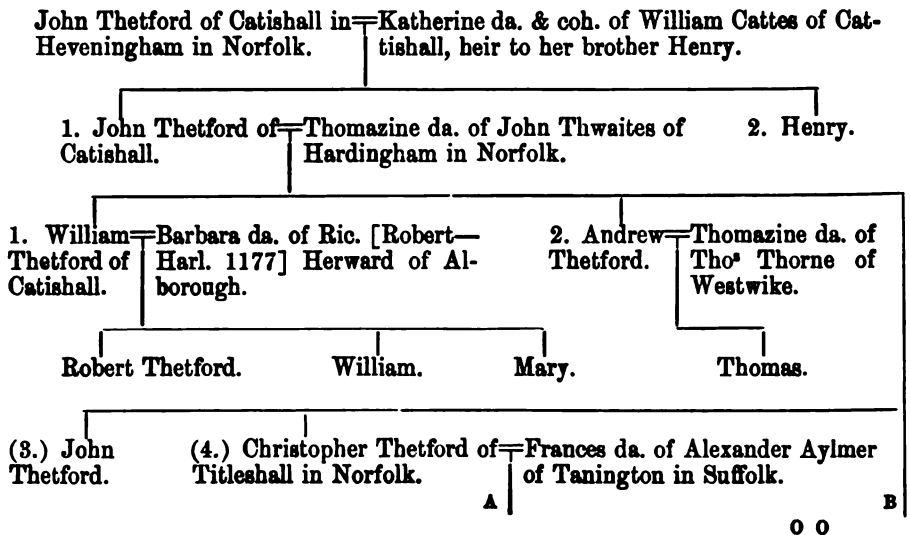 John Thetford of Catishall in═Katherine da. & coh. of William Cattes of Cat-
Heveningham in Norfolk. tishall, heir to her brother Henry.
1. John Thetford of═Thomazine da. of John Thwaites of 2. Henry.
Catishall. Hardingham in Norfolk.
1. William═Barbara da. of Ric. [Robert— 2. Andrew═Thomazine da. of
Thetford of Harl. 1177] Herward of Al- Thetford. Thoˢ Thorne of
Catishall. borough. Westwike.
Robert Thetford. William. Mary. Thomas.
(3.) John (4.) Christopher Thetford of═Frances da. of Alexander Aylmer
Thetford. Titleshall in Norfolk. of Tanington in Suffolk.
A B
O O